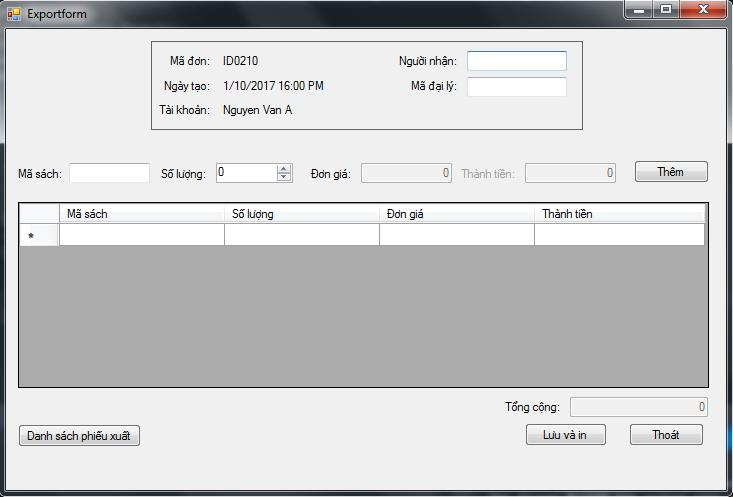 Exportform
Mã đơn: ID0210 Người nhận:
Ngày tạo: 1/10/2017 16:00 PM Mã đại lý:
Tài khoản: Nguyen Van A
Mã sách: Số lượng: 0 Đơn giá: 0 Thành tiền: 0 Thêm
Mã sách Số lượng Đơn giá Thành tiền
*
Tổng cộng: 0
Danh sách phiếu xuất Lưu và in Thoát